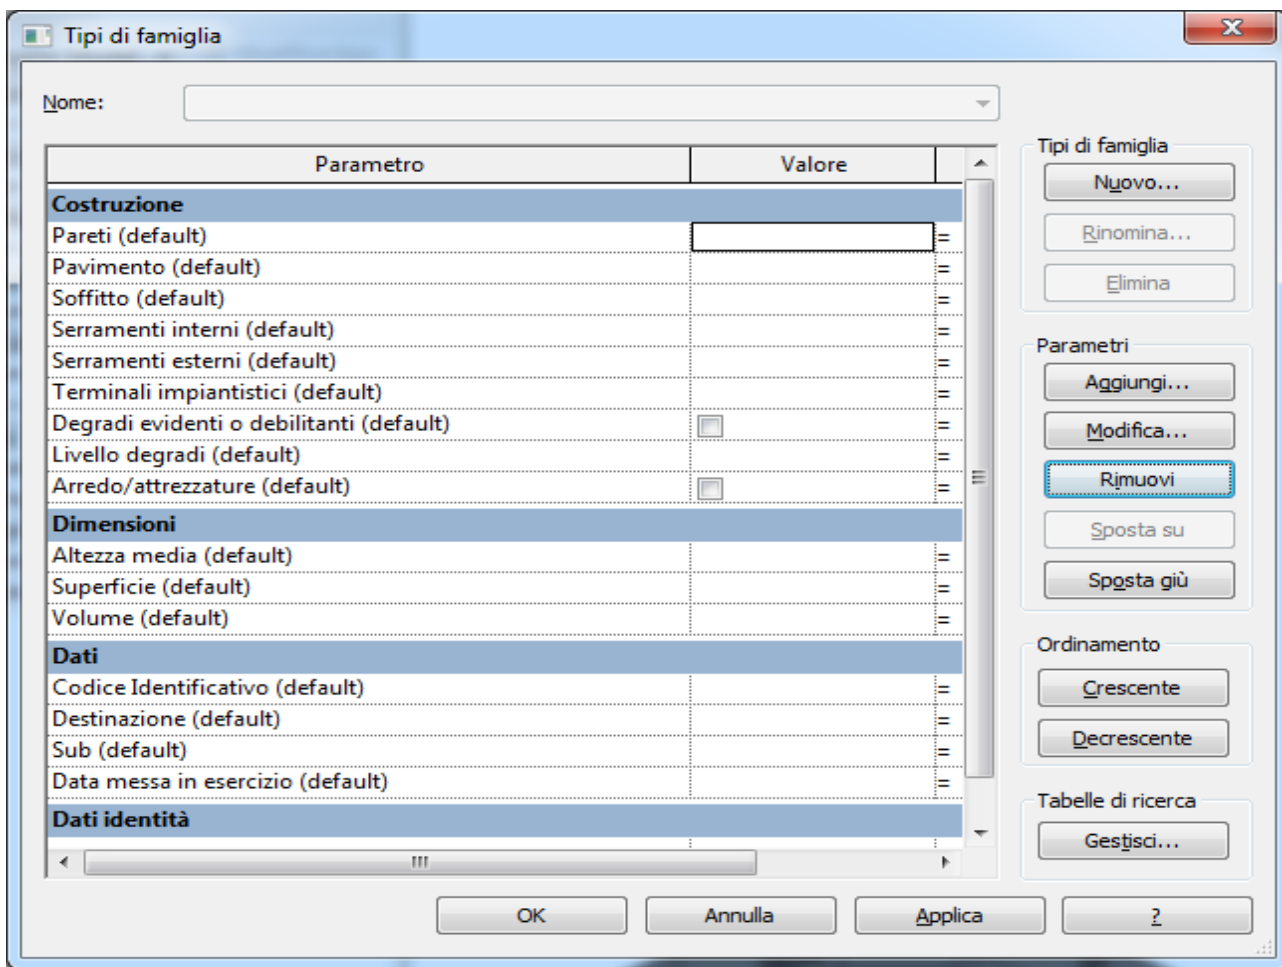 Tipi di famiglia
Nome:
Parametro Valore
Costruzione
Pareti (default) =
Pavimento (default) =
Soffitto (default) =
Serramenti interni (default) =
Serramenti esterni (default) =
Terminali impiantistici (default) =
Degradi evidenti o debilitanti (default) =
Livello degradi (default) =
Arredo/attrezzature (default) =
Dimensioni
Altezza media (default) =
Superficie (default) =
Volume (default) =
Dati
Codice Identificativo (default) =
Destinazione (default) =
Sub (default) =
Data messa in esercizio (default) =
Dati identità
Tipi di famiglia
Nuovo...
Rinomina...
Elimina
Parametri
Aggiungi...
Modifica...
Rimuovi
Sposta su
Sposta giù
Ordinamento
Crescente
Decrescente
Tabelle di ricerca
Gestisci...
OK Annulla Applica ?